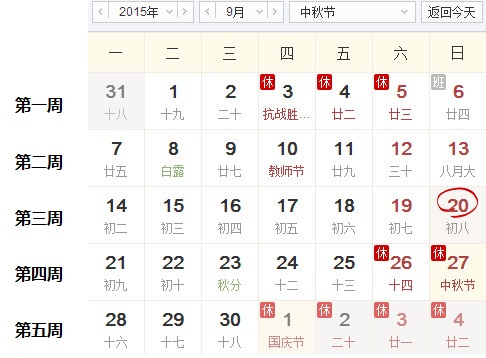 2015年 9月 中秋节 返回今天
一 二 三 四 五 六 日
第一周 31 1 2 休 3 休 4 休 5 班 6
十八 十九 二十 抗战胜... 廿二 廿三 廿四
第二周 7 8 9 10 11 12 13
廿五 白露 廿七 教师节 廿九 三十 八月大
第三周 14 15 16 17 18 19 20
初二 初三 初四 初五 初六 初七 初八
第四周 21 22 23 24 25 休 26 休 27
初九 初十 秋分 十二 十三 十四 中秋节
第五周 28 29 30 休 1 休 2 休 3 休 4
十六 十七 十八 国庆节 二十 廿一 廿二